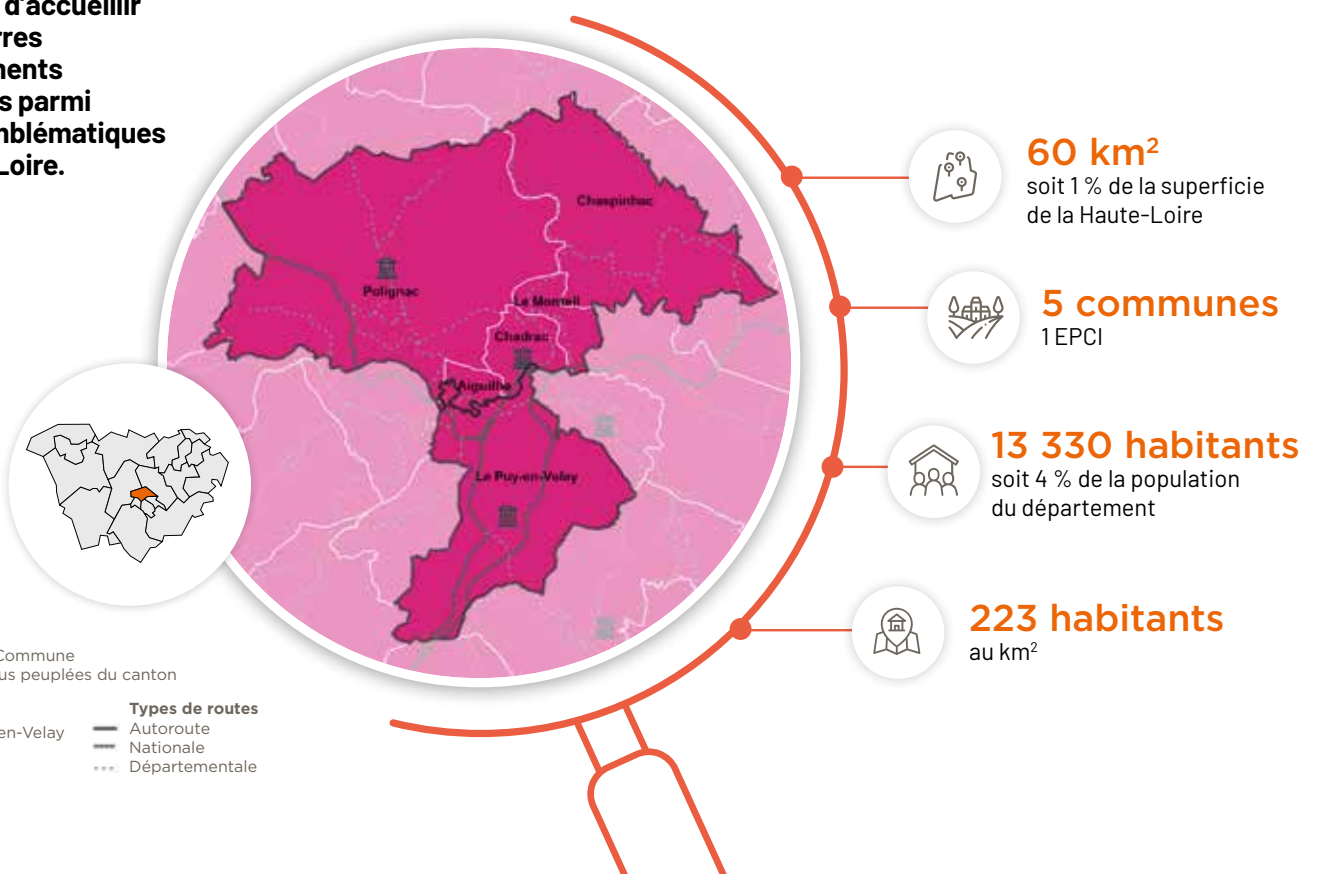 d'accueillir
rres
nents
s parmi
nblématiques
Loire.
Chaspinhac
Polignac
Le Monteil
Chadrac
Aiguilhe
Le Puy-en-Velay
60 km²
soit 1 % de la superficie
de la Haute-Loire
5 communes
1 EPCI
13 330 habitants
soit 4 % de la population
du département
223 habitants
au km²
Commune
us peuplées du canton
en-Velay
Types de routes
Autoroute
Nationale
Départementale